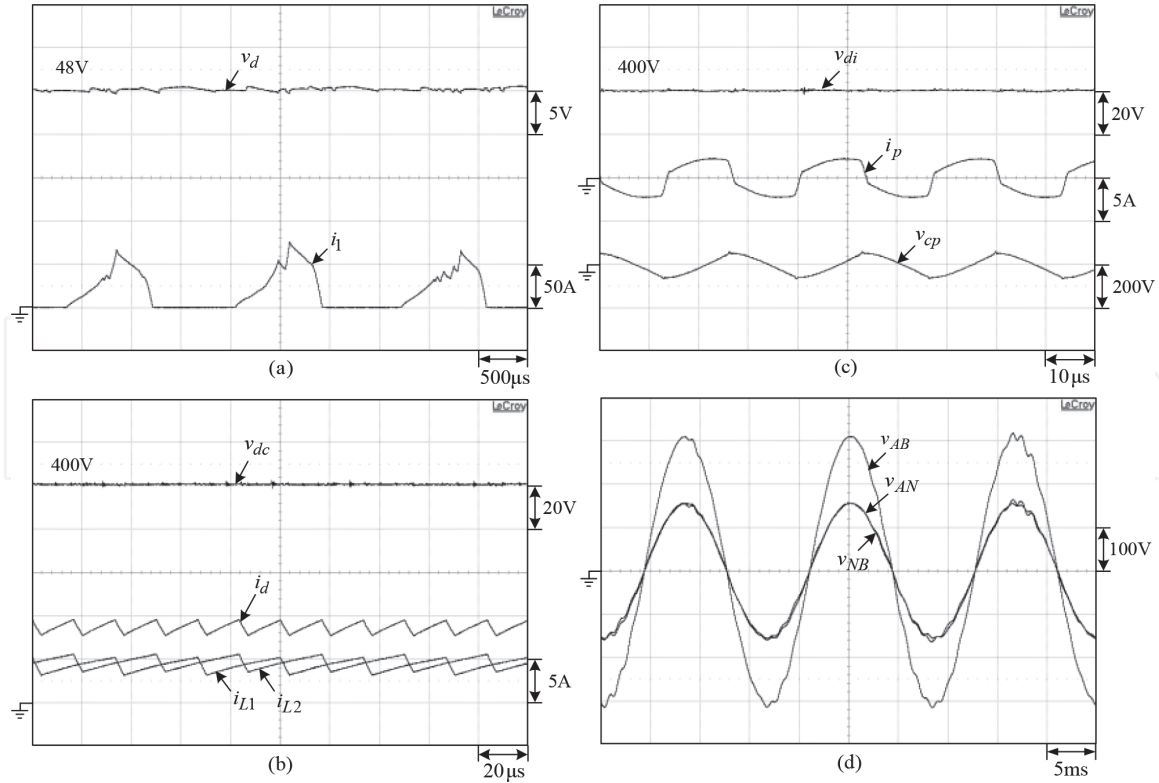 LeCroy
48V
v_d
5V
i_1
50A
(a)
500μs
LeCroy
400V
v_di
20V
i_p
5A
v_cp
200V
(c)
10μs
LeCroy
400V
v_dc
20V
i_d
5A
i_L1
i_L2
(b)
20μs
LeCroy
v_AB
v_AN
100V
v_NB
(d)
5ms